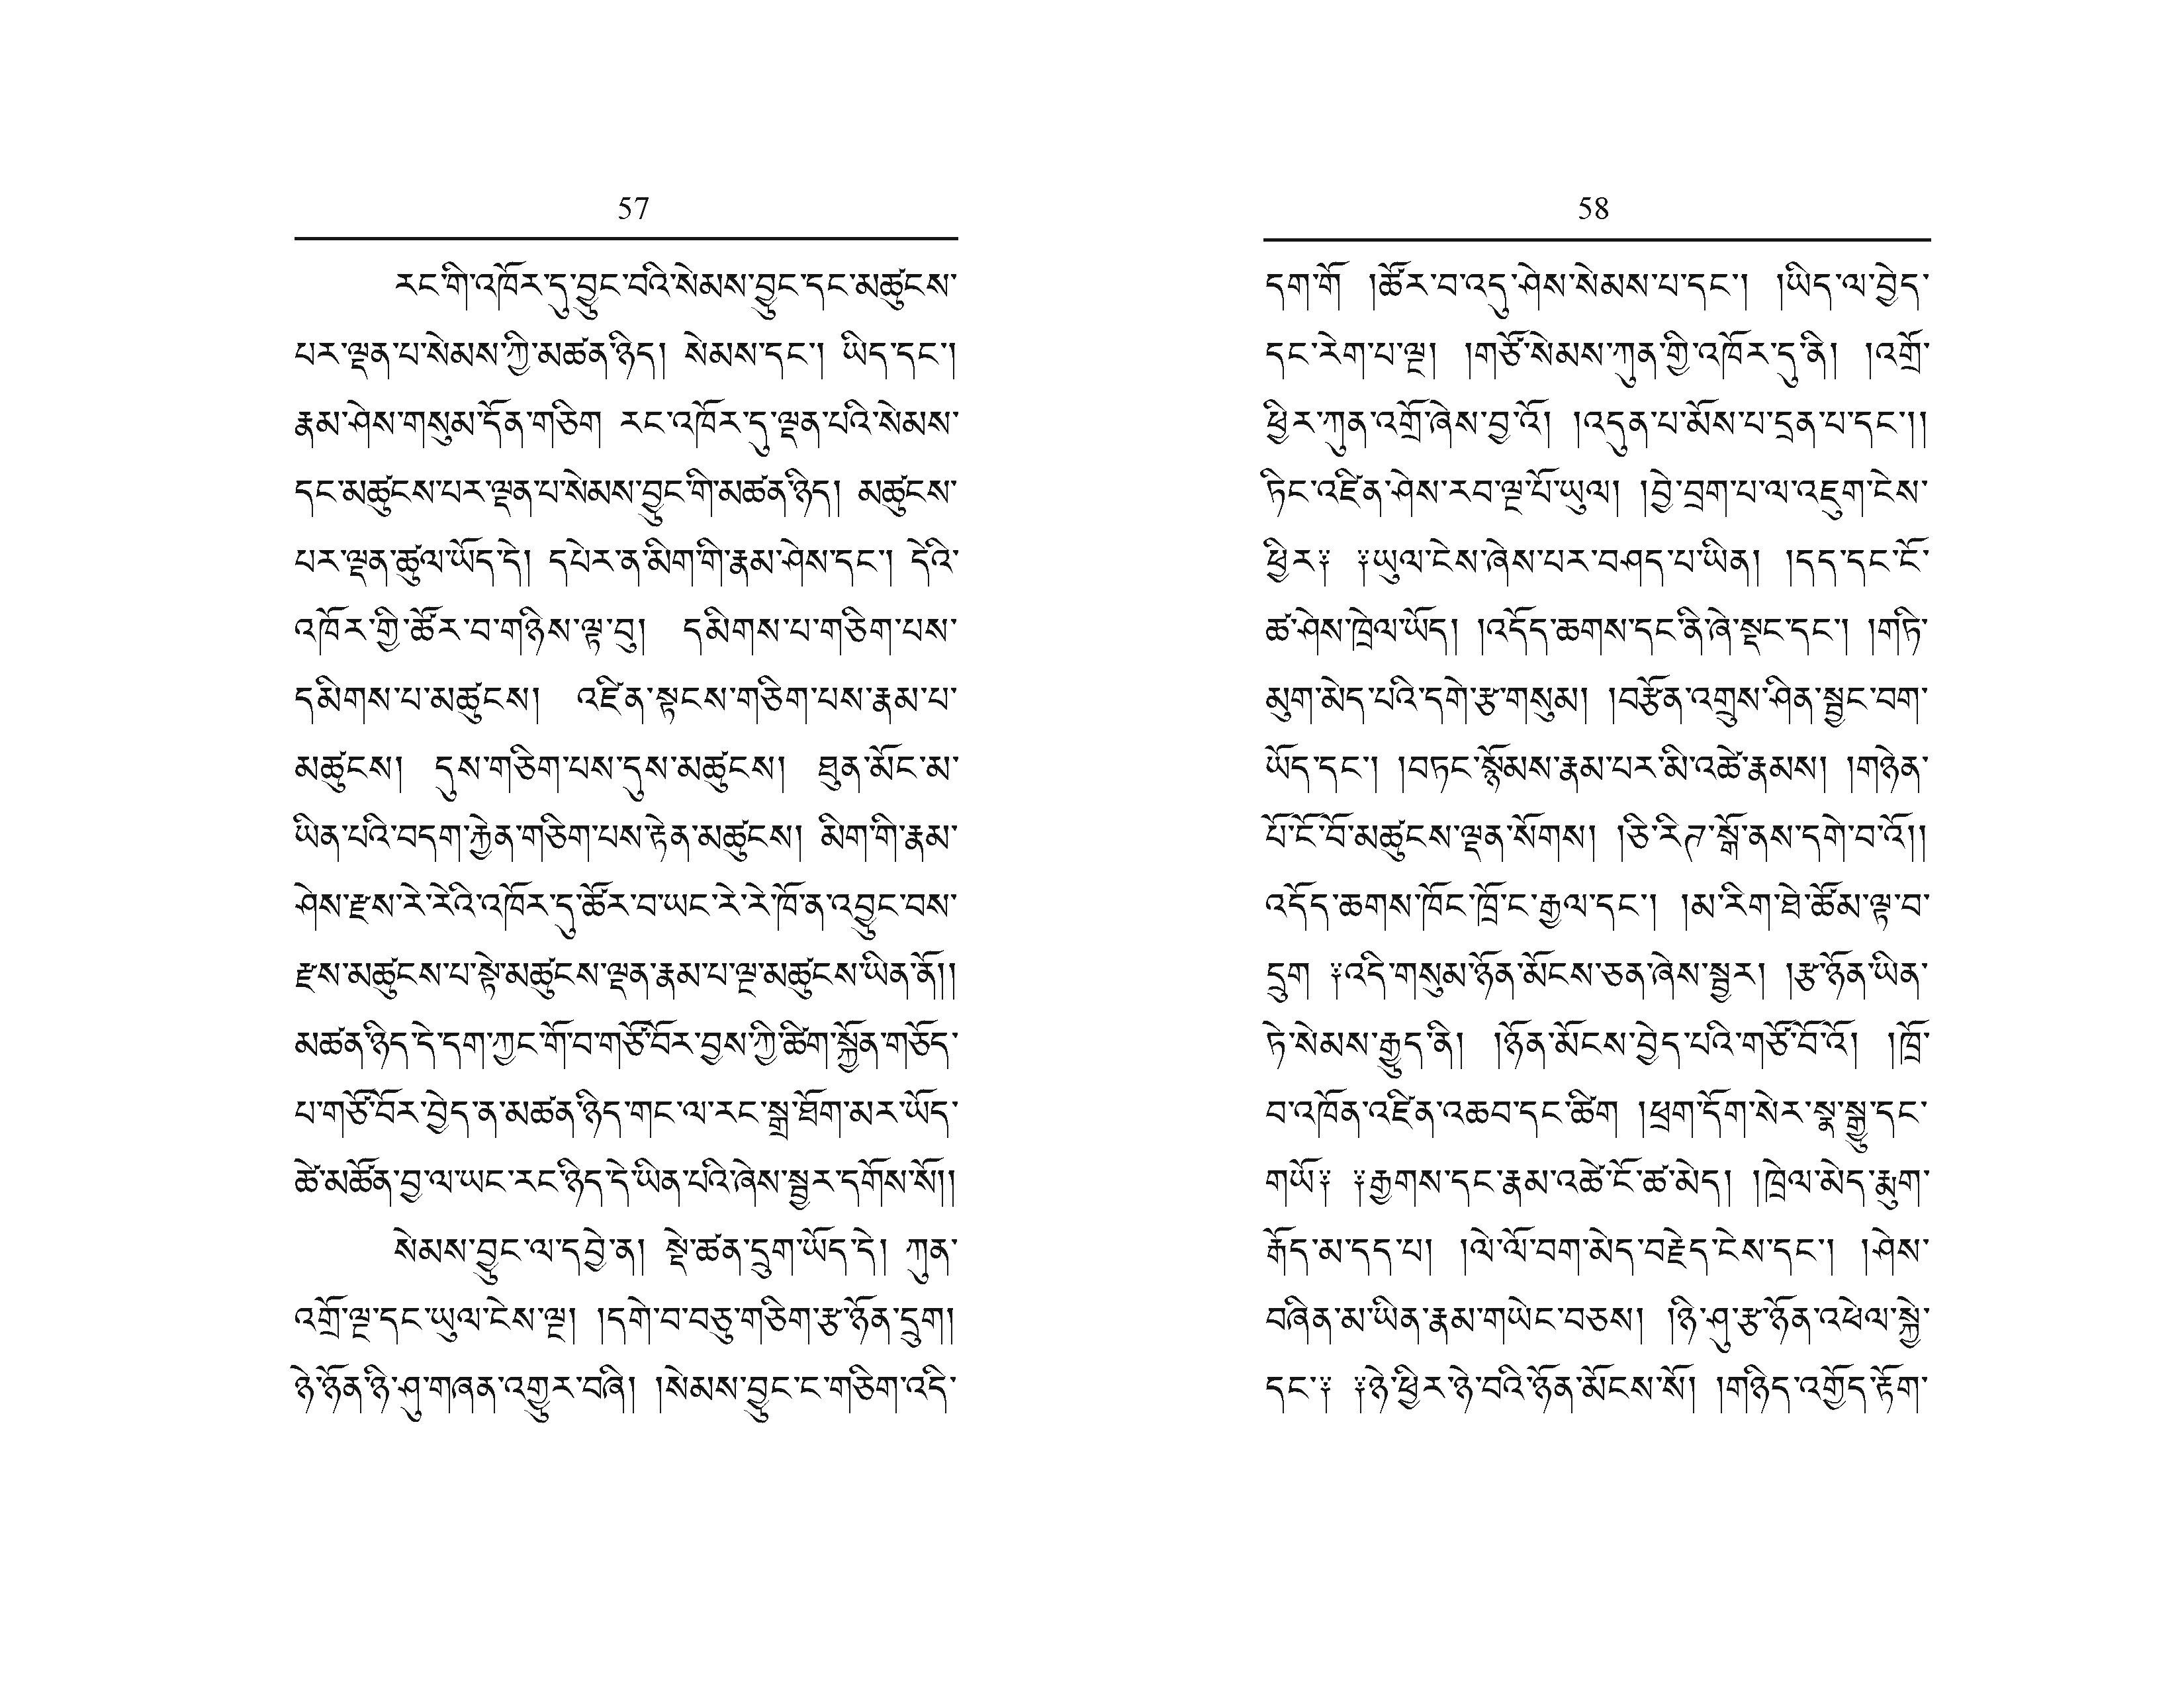 57
རང་གི་འཁོར་དུ་བྱུང་བའི་སེམས་བྱུང་དང་མཚུངས་
པར་ལྡན་པ་སེམས་ཀྱི་མཚན་ཉིད། སེམས་དང་། ཡིད་དང་།
རྣམ་ཤེས་གསུམ་དོན་གཅིག རང་འཁོར་དུ་ལྡན་པའི་སེམས་
དང་མཚུངས་པར་ལྡན་པ་སེམས་བྱུང་གི་མཚན་ཉིད། མཚུངས་
པར་ལྡན་ཚུལ་ཡོད་དེ། དཔེར་ན་མིག་གི་རྣམ་ཤེས་དང་། དེའི་
འཁོར་གྱི་ཚོར་བ་གཉིས་ལྟ་བུ། དམིགས་པ་གཅིག་པས་
དམིགས་པ་མཚུངས། འཛིན་སྟངས་གཅིག་པས་རྣམ་པ་
མཚུངས། དུས་གཅིག་པས་དུས་མཚུངས། ཐུན་མོང་མ་
ཡིན་པའི་བདག་རྐྱེན་གཅིག་པས་རྟེན་མཚུངས། མིག་གི་རྣམ་
ཤེས་རྫས་རེ་རེའི་འཁོར་དུ་ཚོར་བ་ཡང་རེ་རེ་ཁོ་ན་འབྱུང་བས་
རྫས་མཚུངས་པ་སྟེ་མཚུངས་ལྡན་རྣམ་པ་ལྔ་མཚུངས་ཡིན་ནོ།།
མཚན་ཉིད་དེ་དག་ཀྱང་གོ་བ་གཙོ་བོར་བྱས་ཀྱི་ཚིག་སྐྱོན་གཅོད་
པ་གཙོ་བོར་བྱེད་ན་མཚན་ཉིད་གང་ལ་རང་སྒྲ་ཐོག་མར་ཡོད་
ཚེ་མཚོན་བྱ་ལ་ཡང་རང་ཉིད་དེ་ཡིན་པའི་ཞེས་སྦྱར་དགོས་སོ།།
སེམས་བྱུང་ལ་དབྱེ་ན། སྡེ་ཚན་དྲུག་ཡོད་དེ། ཀུན་
འགྲོ་ལྔ་དང་ཡུལ་ངེས་ལྔ། །དགེ་བ་བཅུ་གཅིག་རྩ་ཉོན་དྲུག།
ཉེ་ཉོན་ཉི་ཤུ་གཞན་འགྱུར་བཞི། །སེམས་བྱུང་ང་གཅིག་འདི་
58
དག་གོ །ཚོར་བ་འདུ་ཤེས་སེམས་པ་དང་། །ཡིད་ལ་བྱེད་
དང་རེག་པ་ལྔ། །གཙོ་སེམས་ཀུན་གྱི་འཁོར་དུ་ནི། །འགྲོ་
ཕྱིར་ཀུན་འགྲོ་ཞེས་བྱ་འོ། །འདུན་པ་མོས་པ་དྲན་པ་དང་།།
ཏིང་འཛིན་ཤེས་རབ་ལྔ་པོ་ཡུལ། །བྱེ་བྲག་པ་ལ་འཇུག་ངེས་
ཕྱིར༑ ༑ཡུལ་ངེས་ཞེས་པར་བཤད་པ་ཡིན། །དད་དང་ངོ་
ཚ་ཤེས་ཁྲེལ་ཡོད། །འདོད་ཆགས་དང་ནི་ཞེ་སྡང་དང་། །གཏི་
མུག་མེད་པའི་དགེ་རྩ་གསུམ། །བརྩོན་འགྲུས་ཤིན་སྦྱང་བག་
ཡོད་དང་། །བཏང་སྙོམས་རྣམ་པར་མི་འཚེ་རྣམས། །གཉེན་
པོ་ངོ་བོ་མཚུངས་ལྡན་སོགས། །ཅི་རིཊ་སྒོ་ནས་དགེ་བ་འོ།།
འདོད་ཆགས་ཁོང་ཁྲོ་ང་རྒྱལ་དང་། །མ་རིག་ཐེ་ཚོམ་ལྟ་བ་
དྲུག ༑འདི་གསུམ་ཉོན་མོངས་ཅན་ཞེས་སྦྱར། །རྩ་ཉོན་ཡིན་
ཏེ་སེམས་རྒྱུད་ནི། །ཉོན་མོངས་བྱེད་པའི་གཙོ་བོ་འོ། །ཁྲོ་
བ་འཁོན་འཛིན་འཆབ་དང་ཚིག །ཕྲག་དོག་སེར་སྣ་སྒྱུ་དང་
གཡོ༑ ༑རྒྱགས་དང་རྣམ་འཚེ་ངོ་ཚ་མེད། །ཁྲེལ་མེད་རྨུག་
རྒོད་མ་དད་པ། །ལེ་ལོ་བག་མེད་བརྗེད་ངེས་དང་། །ཤེས་
བཞིན་མ་ཡིན་རྣམ་གཡེང་བཅས། །ཉི་ཤུ་རྩ་ཉོན་འཕེལ་སྐྱེ་
དང་༑ ༑ཉེ་ཕྱིར་ཉེ་བའི་ཉོན་མོངས་སོ། །གཉིད་འགྱོད་རྟོག་